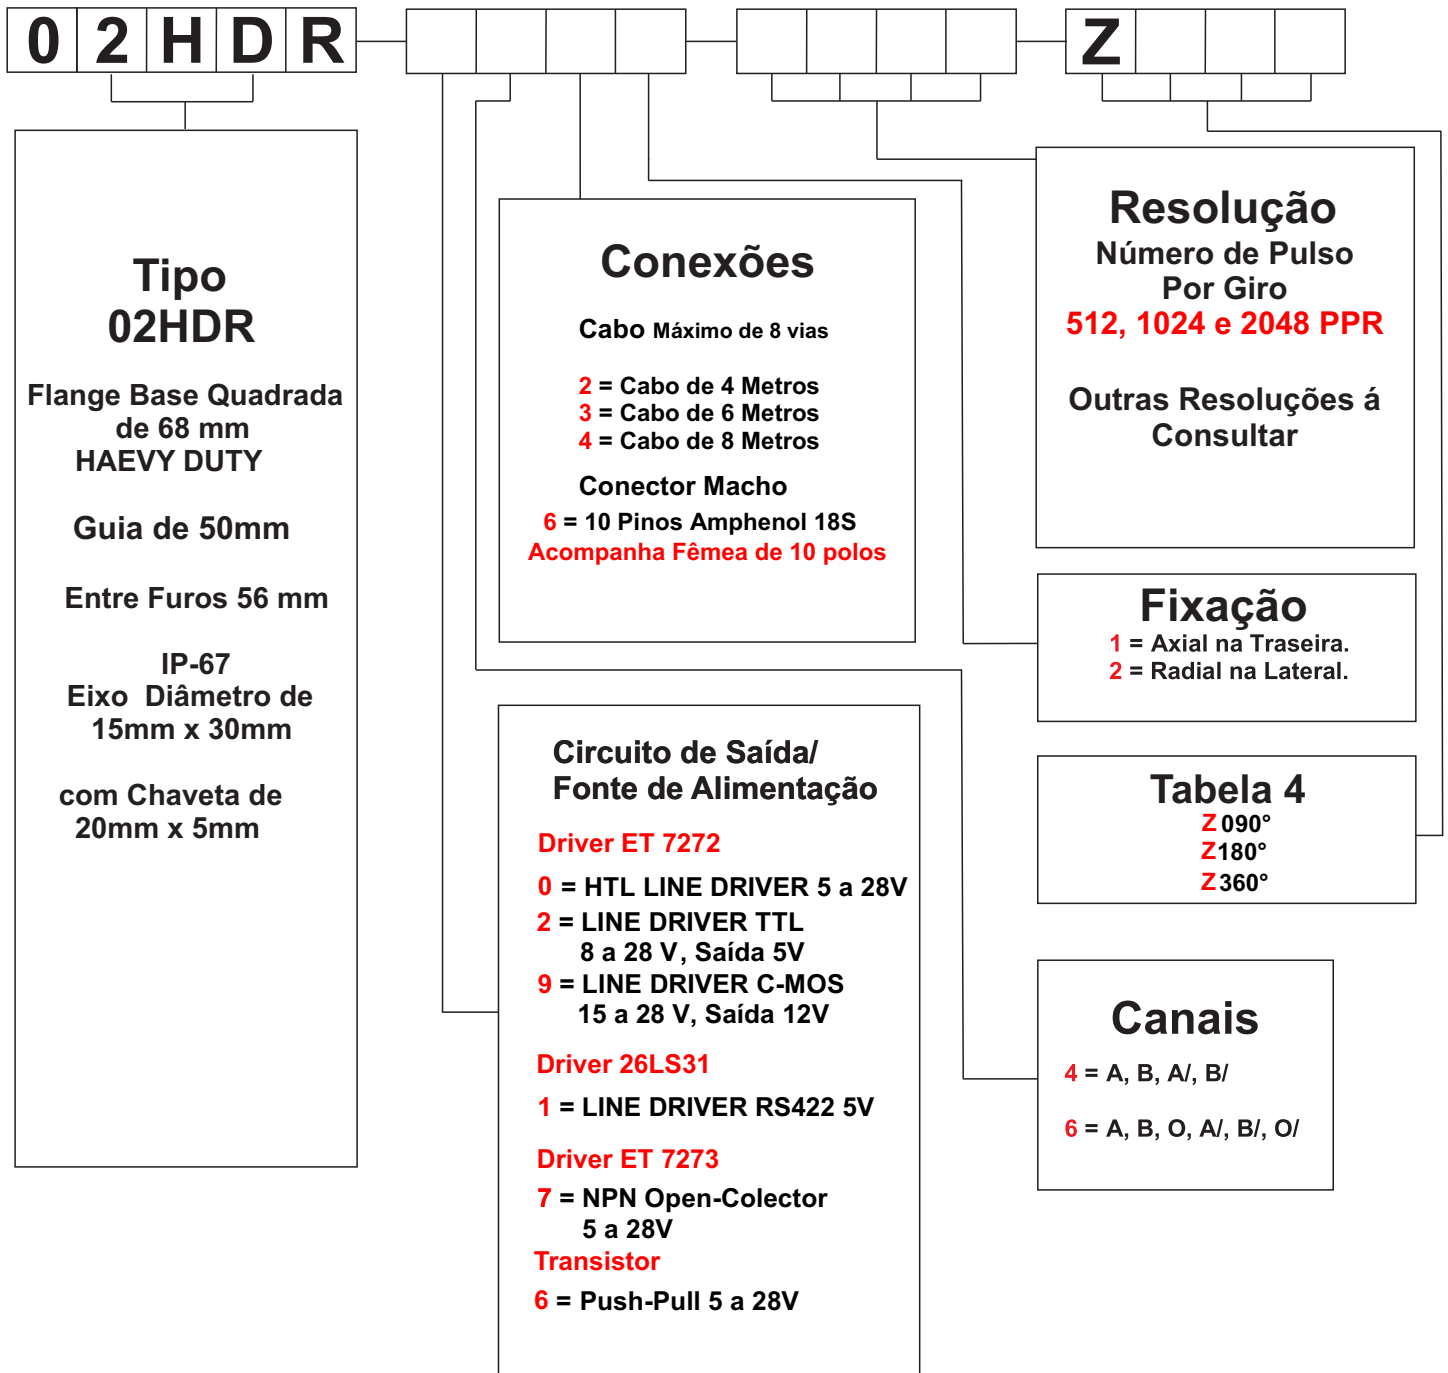 02HDR Z
Tipo
02HDR
Flange Base Quadrada
de 68 mm
HAEVY DUTY
Guia de 50mm
Entre Furos 56 mm
IP-67
Eixo Diâmetro de
15mm x 30mm
com Chaveta de
20mm x 5mm
Conexões
Cabo Máximo de 8 vias
2 = Cabo de 4 Metros
3 = Cabo de 6 Metros
4 = Cabo de 8 Metros
Conector Macho
6 = 10 Pinos Amphenol 18S
Acompanha Fêmea de 10 polos
Circuito de Saída/
Fonte de Alimentação
Driver ET 7272
0 = HTL LINE DRIVER 5 a 28V
2 = LINE DRIVER TTL
8 a 28 V, Saída 5V
9 = LINE DRIVER C-MOS
15 a 28 V, Saída 12V
Driver 26LS31
1 = LINE DRIVER RS422 5V
Driver ET 7273
7 = NPN Open-Colector
5 a 28V
Transistor
6 = Push-Pull 5 a 28V
Resolução
Número de Pulso
Por Giro
512, 1024 e 2048 PPR
Outras Resoluções á
Consultar
Fixação
1 = Axial na Traseira.
2 = Radial na Lateral.
Tabela 4
Z 090°
Z180°
Z 360°
Canais
4 = A, B, A/, B/
6 = A, B, O, A/, B/, O/